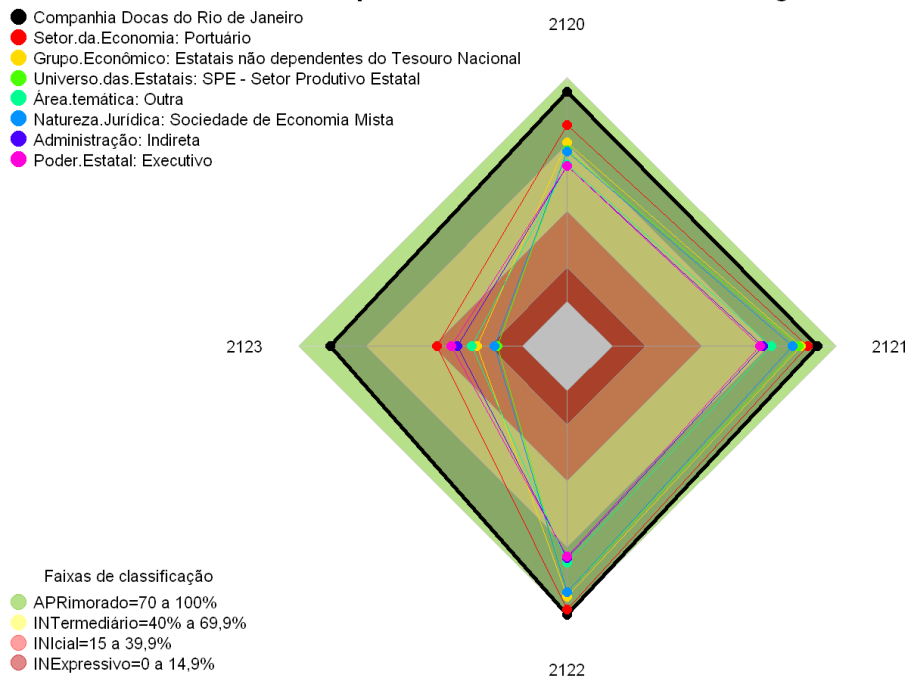 Companhia Docas do Rio de Janeiro
Setor.da.Economia: Portuário
Grupo.Econômico: Estatais não dependentes do Tesouro Nacional
Universo.das.Estatais: SPE - Setor Produtivo Estatal
Área.temática: Outra
Natureza.Jurídica: Sociedade de Economia Mista
Administração: Indireta
Poder.Estatal: Executivo
2120
2123
2121
2122
Faixas de classificação
APRimorado=70 a 100%
INTermediário=40% a 69,9%
INIcial=15 a 39,9%
INExpressivo=0 a 14,9%